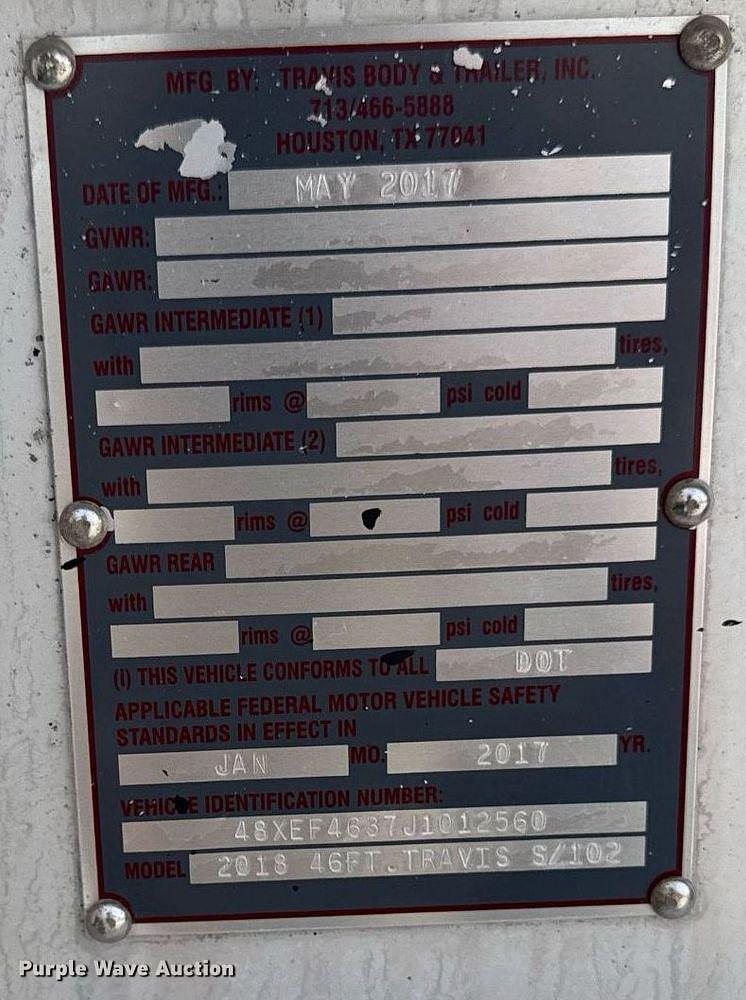 MFG. BY: TRAVIS BODY & TRAILER, INC.
713/466-5888
HOUSTON, TX 77041
DATE OF MFG.: MAY 2017
GVWR:
GAWR:
GAWR INTERMEDIATE (1)
with tires,
rims @ psi cold
GAWR INTERMEDIATE (2)
with tires,
rims @ psi cold
GAWR REAR
with tires,
rims @ psi cold
(I) THIS VEHICLE CONFORMS TO ALL DOT
APPLICABLE FEDERAL MOTOR VEHICLE SAFETY
STANDARDS IN EFFECT IN
JAN MO. 2017 YR.
VEHICLE IDENTIFICATION NUMBER:
48XEF4637J1012560
MODEL 2018 46FT.TRAVIS S/102
Purple Wave Auction